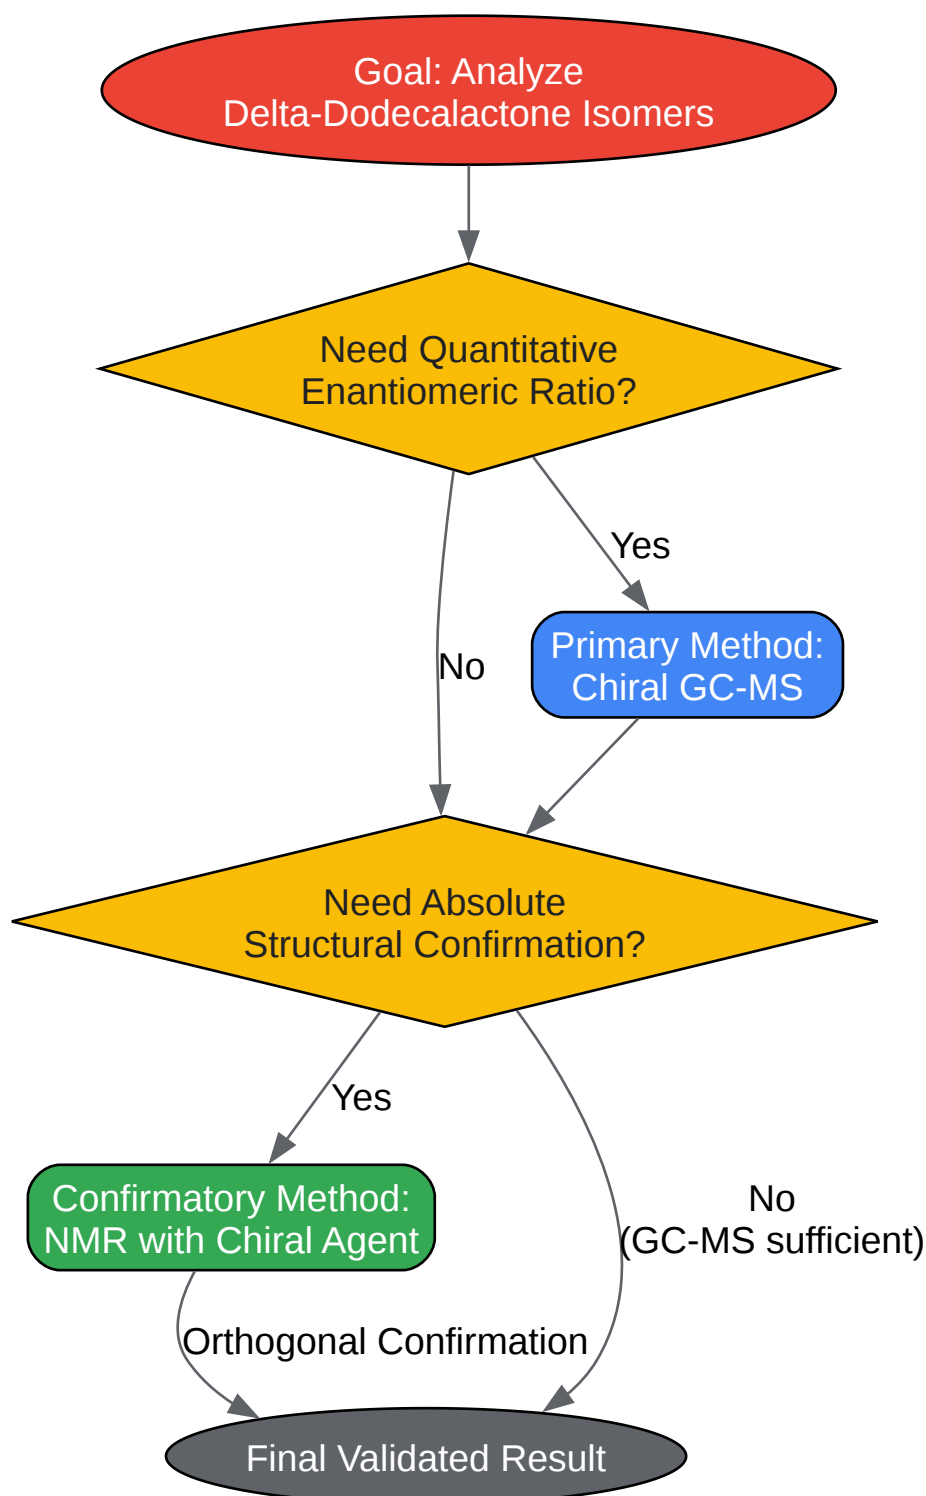 Goal: Analyze
Delta-Dodecalactone Isomers
Need Quantitative
Enantiomeric Ratio?
Yes
Primary Method:
Chiral GC-MS
No
Need Absolute
Structural Confirmation?
Yes
Confirmatory Method:
NMR with Chiral Agent
No
(GC-MS sufficient)
Orthogonal Confirmation
Final Validated Result